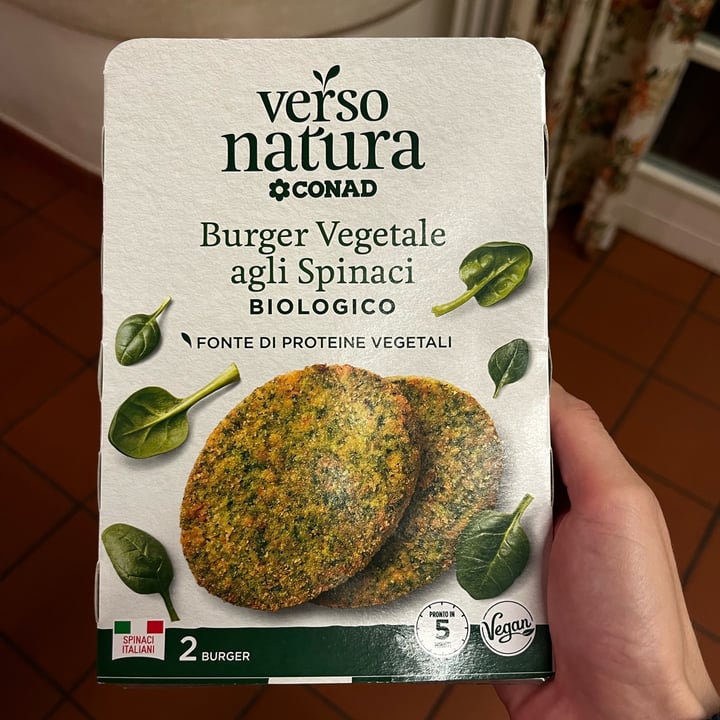 verso
natura
CONAD
Burger Vegetale
agli Spinaci
BIOLOGICO
FONTE DI PROTEINE VEGETALI
SPINACI
ITALIANI
2 BURGER
PRONTO IN
5
MINUTI
Vegan